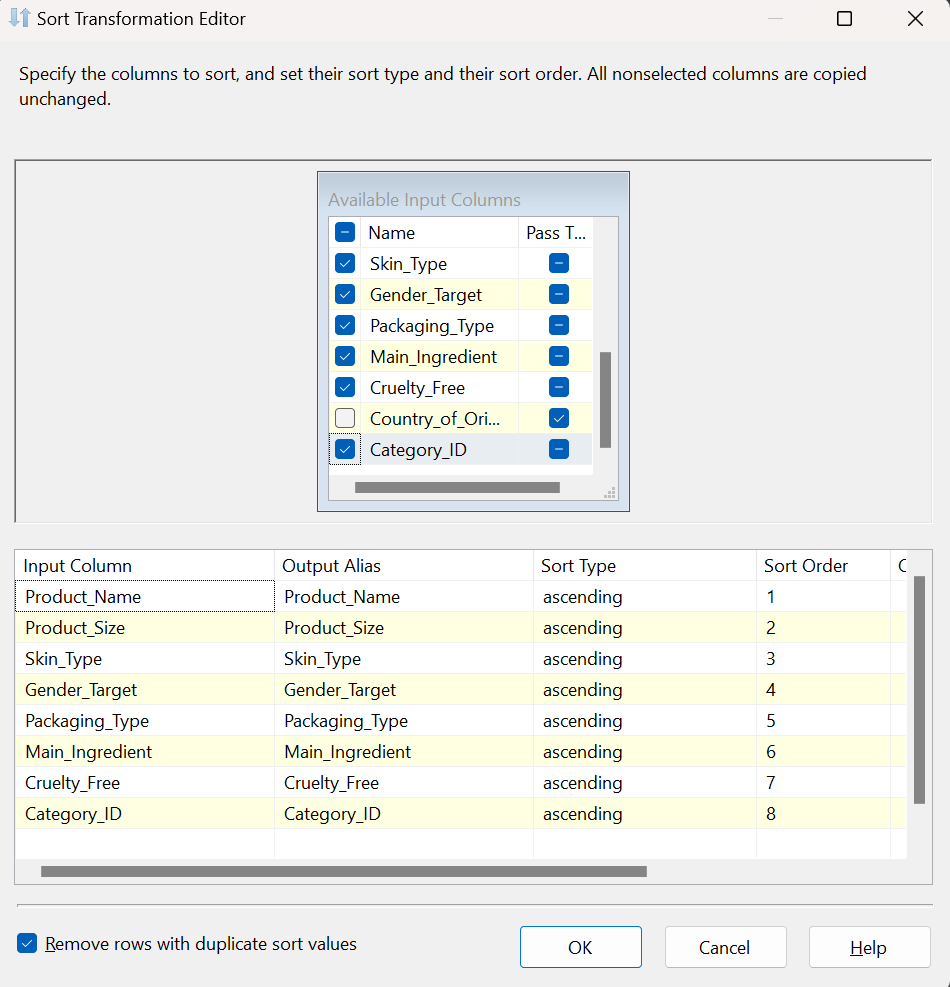 Sort Transformation Editor
Specify the columns to sort, and set their sort type and their sort order. All nonselected columns are copied
unchanged.
Available Input Columns
Name Pass T...
Skin_Type
Gender_Target
Packaging_Type
Main_Ingredient
Cruelty_Free
Country_of_Ori...
Category_ID
Input Column Output Alias Sort Type Sort Order C
Product_Name Product_Name ascending 1
Product_Size Product_Size ascending 2
Skin_Type Skin_Type ascending 3
Gender_Target Gender_Target ascending 4
Packaging_Type Packaging_Type ascending 5
Main_Ingredient Main_Ingredient ascending 6
Cruelty_Free Cruelty_Free ascending 7
Category_ID Category_ID ascending 8
Remove rows with duplicate sort values
OK Cancel Help